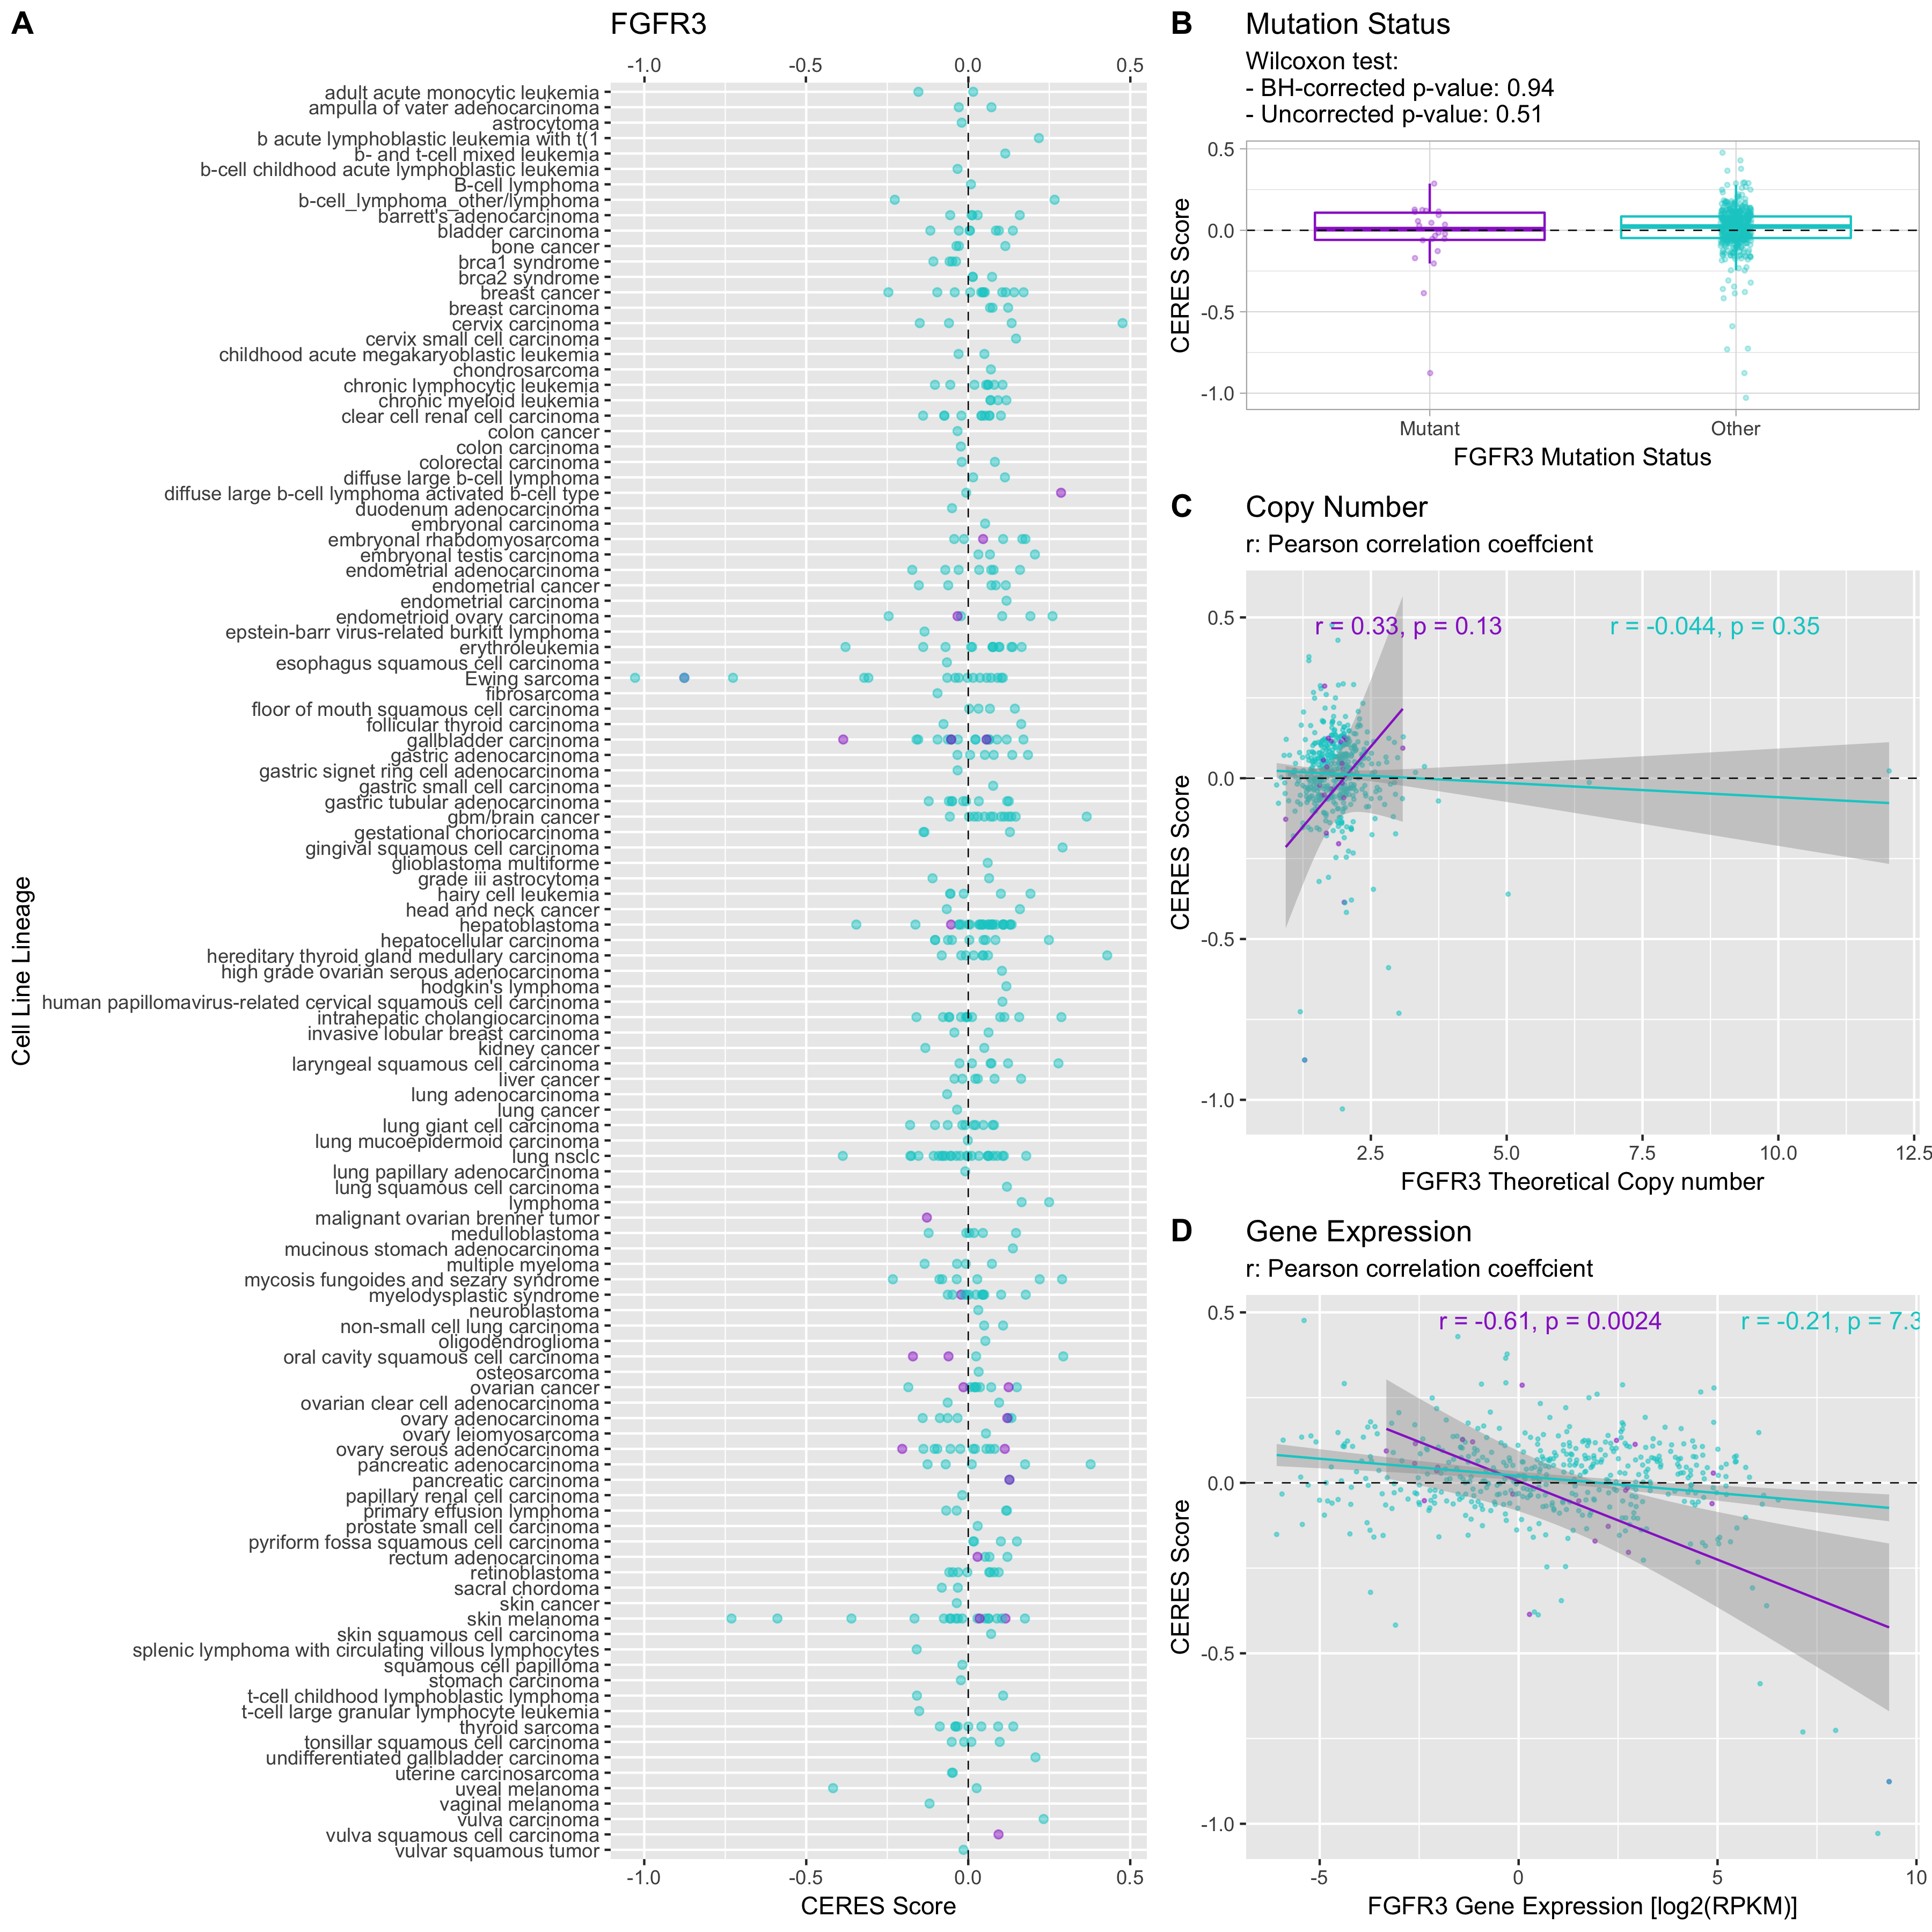 A
FGFR3
-1.0
-0.5
0.0
0.5
adult acute monocytic leukemia
ampulla of vater adenocarcinoma
astrocytoma
b acute lymphoblastic leukemia with t(1
b- and t-cell mixed leukemia
b-cell childhood acute lymphoblastic leukemia
B-cell lymphoma
b-cell_lymphoma_other/lymphoma
barrett's adenocarcinoma
bladder carcinoma
bone cancer
brca1 syndrome
brca2 syndrome
breast cancer
breast carcinoma
cervix carcinoma
cervix small cell carcinoma
childhood acute megakaryoblastic leukemia
chondrosarcoma
chronic lymphocytic leukemia
chronic myeloid leukemia
clear cell renal cell carcinoma
colon cancer
colon carcinoma
colorectal carcinoma
diffuse large b-cell lymphoma
diffuse large b-cell lymphoma activated b-cell type
duodenum adenocarcinoma
embryonal carcinoma
embryonal rhabdomyosarcoma
embryonal testis carcinoma
endometrial adenocarcinoma
endometrial cancer
endometrial carcinoma
endometrioid ovary carcinoma
epstein-barr virus-related burkitt lymphoma
erythroleukemia
esophagus squamous cell carcinoma
Ewing sarcoma
fibrosarcoma
floor of mouth squamous cell carcinoma
follicular thyroid carcinoma
gallbladder carcinoma
gastric adenocarcinoma
gastric signet ring cell adenocarcinoma
gastric small cell carcinoma
gastric tubular adenocarcinoma
gbm/brain cancer
gestational choriocarcinoma
gingival squamous cell carcinoma
glioblastoma multiforme
grade iii astrocytoma
hairy cell leukemia
head and neck cancer
hepatoblastoma
hepatocellular carcinoma
hereditary thyroid gland medullary carcinoma
high grade ovarian serous adenocarcinoma
hodgkin's lymphoma
human papillomavirus-related cervical squamous cell carcinoma
intrahepatic cholangiocarcinoma
invasive lobular breast carcinoma
kidney cancer
laryngeal squamous cell carcinoma
liver cancer
lung adenocarcinoma
lung cancer
lung giant cell carcinoma
lung mucoepidermoid carcinoma
lung nsclc
lung papillary adenocarcinoma
lung squamous cell carcinoma
lymphoma
malignant ovarian brenner tumor
medulloblastoma
mucinous stomach adenocarcinoma
multiple myeloma
mycosis fungoides and sezary syndrome
myelodysplastic syndrome
neuroblastoma
non-small cell lung carcinoma
oligodendroglioma
oral cavity squamous cell carcinoma
osteosarcoma
ovarian cancer
ovarian clear cell adenocarcinoma
ovary adenocarcinoma
ovary leiomyosarcoma
ovary serous adenocarcinoma
pancreatic adenocarcinoma
pancreatic carcinoma
papillary renal cell carcinoma
primary effusion lymphoma
prostate small cell carcinoma
pyriform fossa squamous cell carcinoma
rectum adenocarcinoma
retinoblastoma
sacral chordoma
skin cancer
skin melanoma
skin squamous cell carcinoma
splenic lymphoma with circulating villous lymphocytes
squamous cell papilloma
stomach carcinoma
t-cell childhood lymphoblastic lymphoma
t-cell large granular lymphocyte leukemia
thyroid sarcoma
tonsillar squamous cell carcinoma
undifferentiated gallbladder carcinoma
uterine carcinosarcoma
uveal melanoma
vaginal melanoma
vulva carcinoma
vulva squamous cell carcinoma
vulvar squamous tumor
-1.0
-0.5
0.0
0.5
CERES Score
Cell Line Lineage
B
Mutation Status
Wilcoxon test:
- BH-corrected p-value: 0.94
- Uncorrected p-value: 0.51
0.5
0.0
-0.5
-1.0
CERES Score
Mutant
Other
FGFR3 Mutation Status
C
Copy Number
r: Pearson correlation coeffcient
r = 0.33, p = 0.13
r = -0.044, p = 0.35
0.5
0.0
-0.5
-1.0
CERES Score
2.5
5.0
7.5
10.0
12.5
FGFR3 Theoretical Copy number
D
Gene Expression
r: Pearson correlation coeffcient
r = -0.61, p = 0.0024
r = -0.21, p = 7.3
0.5
0.0
-0.5
-1.0
CERES Score
-5
0
5
10
FGFR3 Gene Expression [log2(RPKM)]